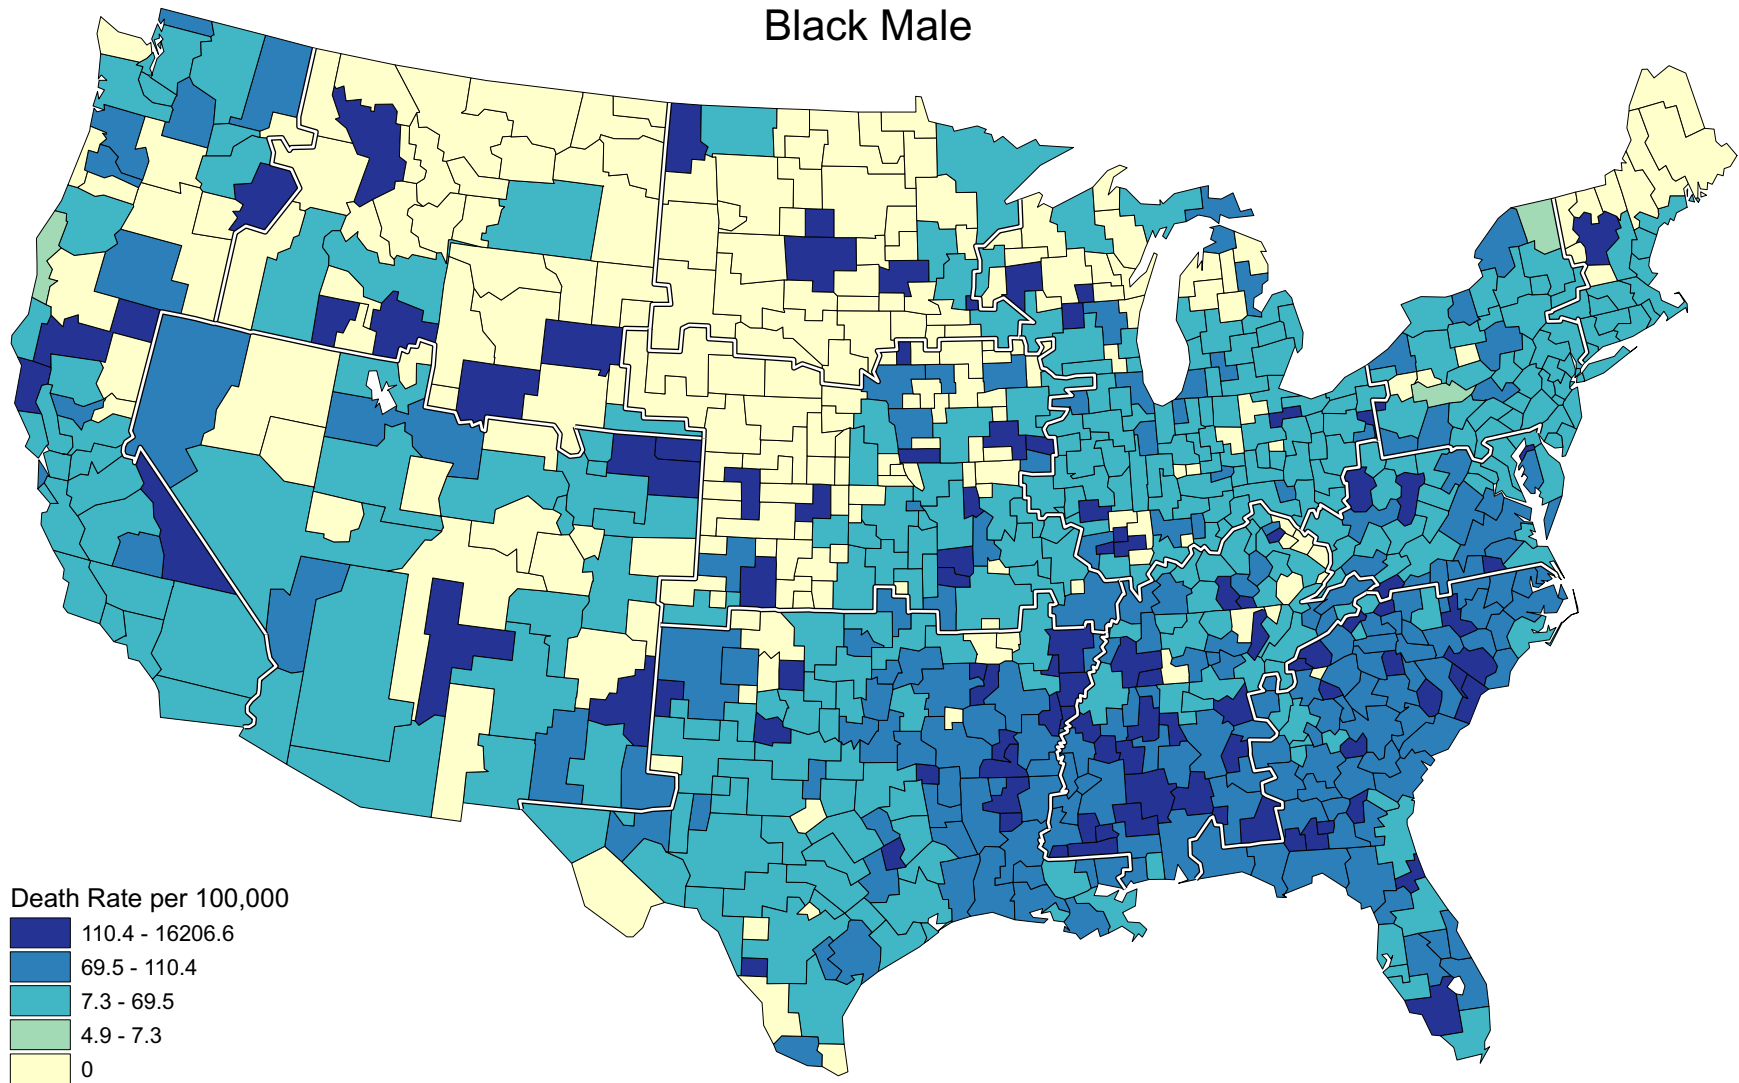 Black Male
Death Rate per 100,000
110.4 - 16206.6
69.5 - 110.4
7.3 - 69.5
4.9 - 7.3
0